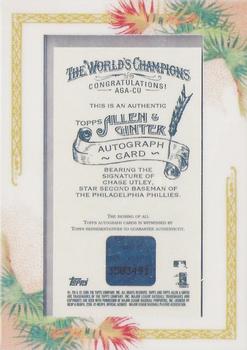 THE WORLD'S CHAMPIONS
CONGRATULATIONS!
AGA-CU
THIS IS AN AUTHENTIC
TOPPS ALLEN & GINTER
AUTOGRAPH
CARD
BEARING THE
SIGNATURE OF
CHASE UTLEY,
STAR SECOND BASEMAN OF
THE PHILADELPHIA PHILLIES.
THE SIGNING OF ALL
TOPPS AUTOGRAPH CARDS IS WITNESSED BY
TOPPS REPRESENTATIVES TO GUARANTEE AUTHENTICITY.
Topps